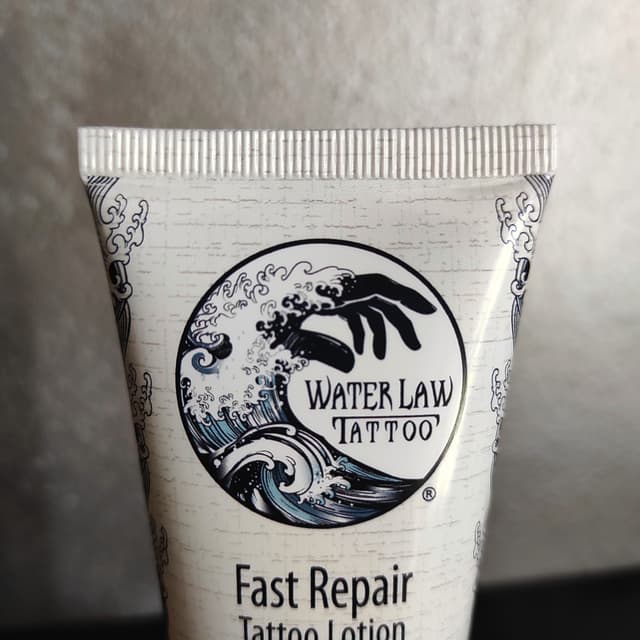 WATER LAW
TATTOO
®
Fast Repair
Tattoo Lotion